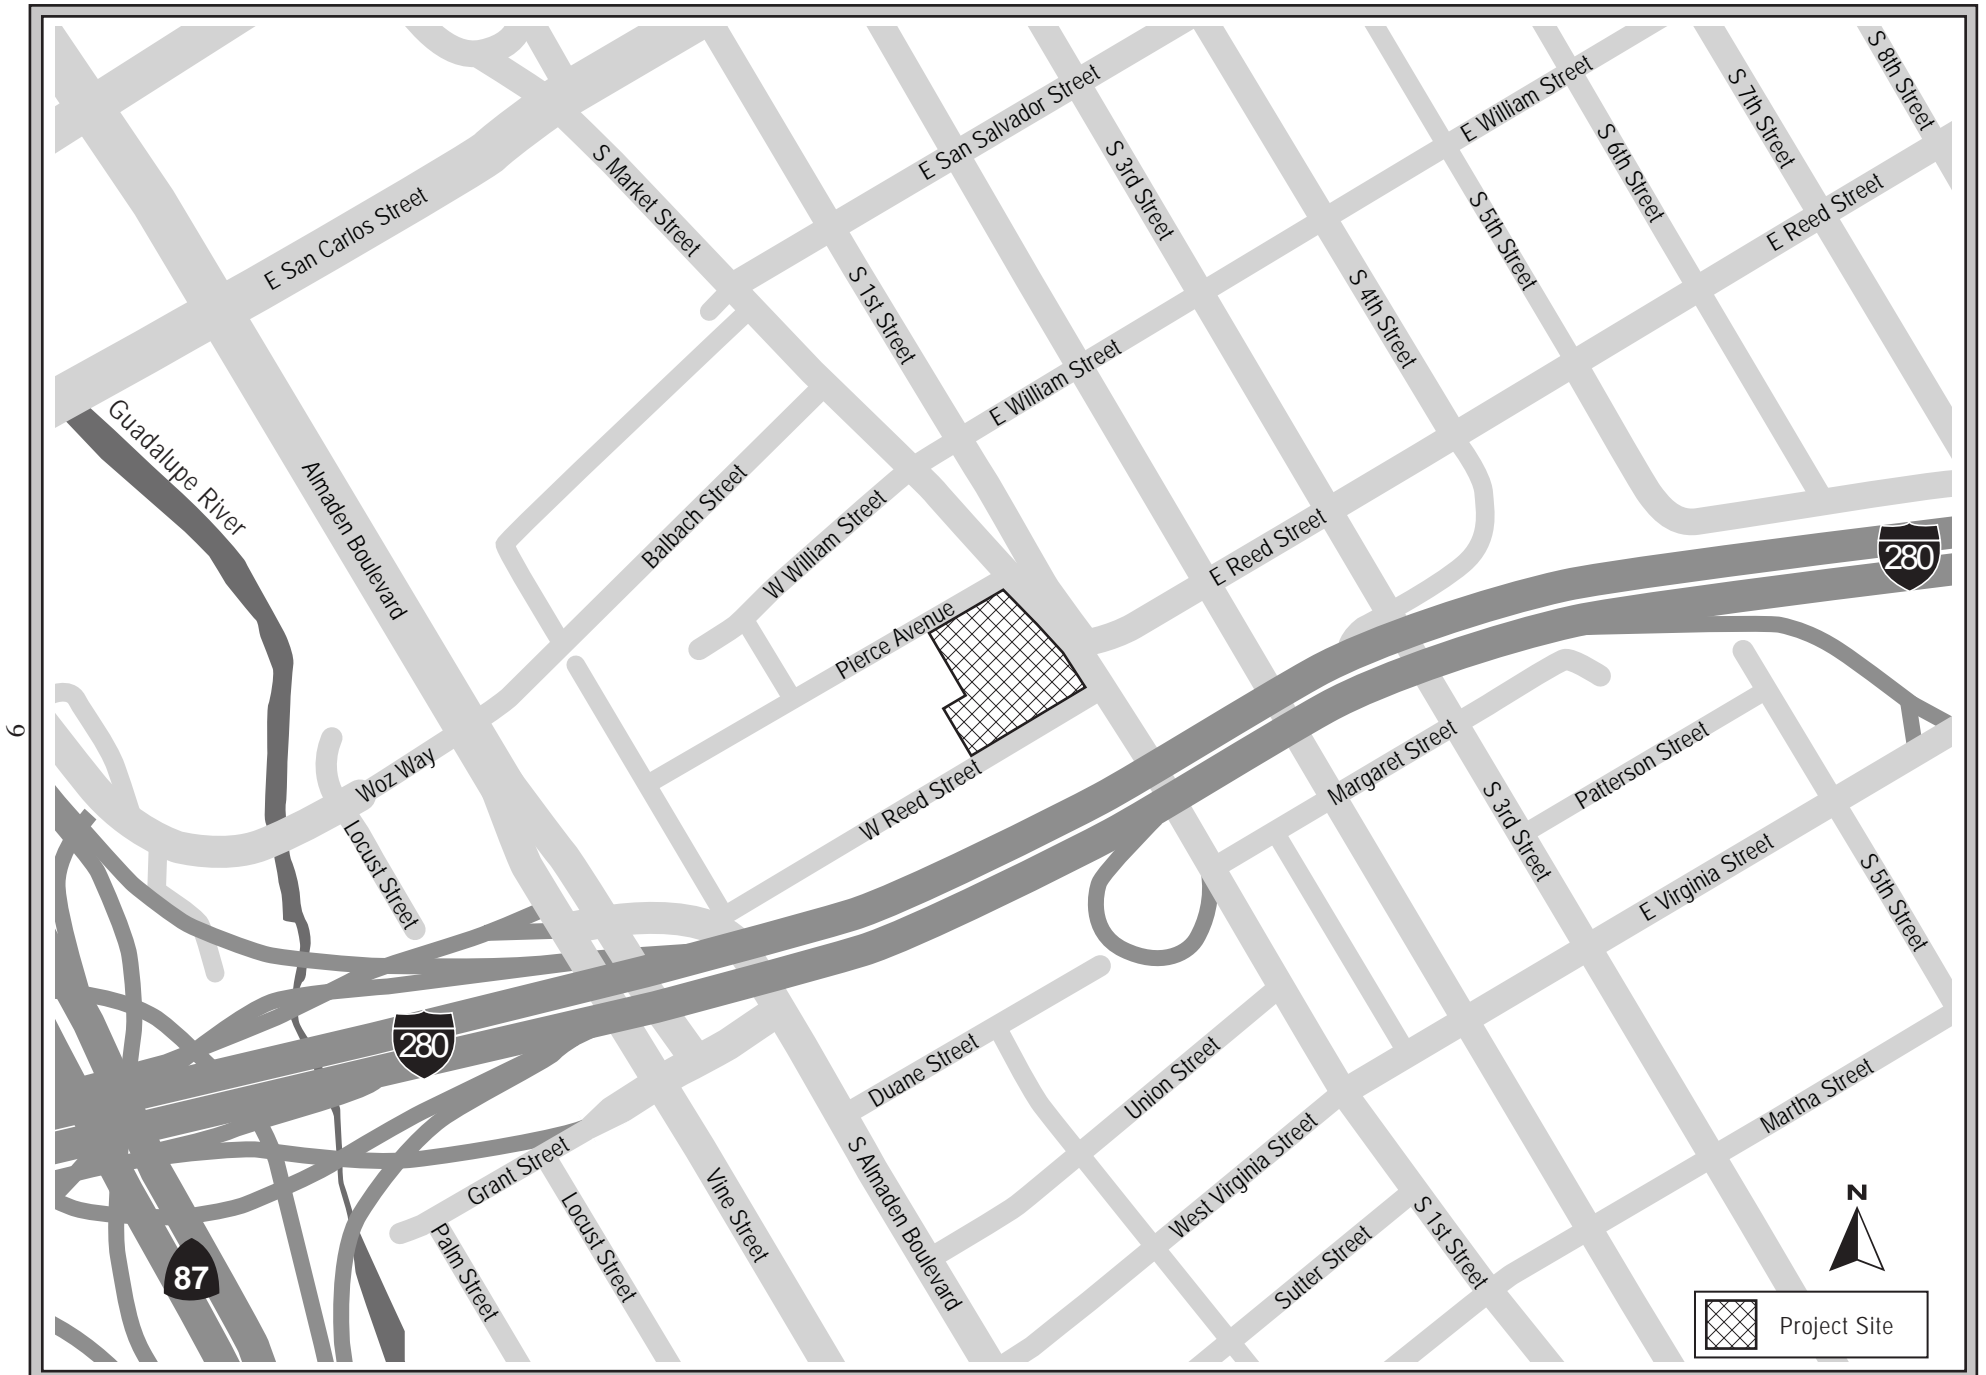 S 8th Street
S 7th Street
E William Street
E San Salvador Street
S 6th Street
S 3rd Street
S Market Street
E Reed Street
E San Carlos Street
S 5th Street
S 1st Street
S 4th Street
E William Street
Guadalupe River
Almaden Boulevard
Balbach Street
W William Street
E Reed Street
280
Pierce Avenue
9
Woz Way
Margaret Street
Patterson Street
W Reed Street
S 3rd Street
Locust Street
E Virginia Street
S 5th Street
280
Duane Street
Union Street
Martha Street
Grant Street
S Almaden Boulevard
West Virginia Street
Vine Street
Locust Street
Palm Street
S 1st Street
Sutter Street
N
87
Project Site